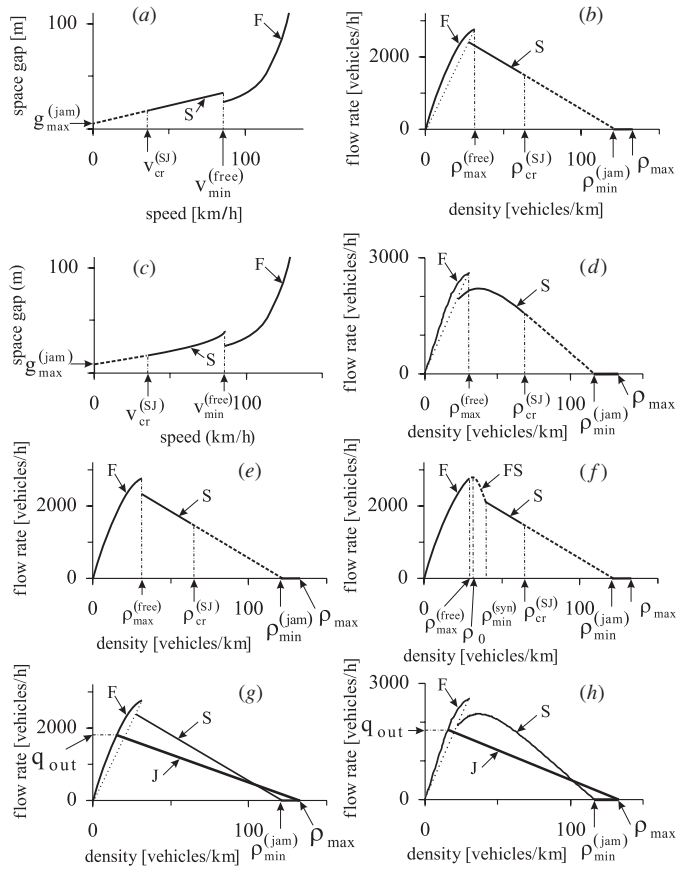 (a)
100
F
space gap [m]
S
g_max^(jam)
0
100
v_cr^(SJ)
v_min^(free)
speed [km/h]
(b)
flow rate [vehicles/h]
F
2000
S
0
0
100
ρ_max^(free)
ρ_cr^(SJ)
ρ_min^(jam)
ρ_max
density [vehicles/km]
(c)
100
F
space gap (m)
S
g_max^(jam)
0
100
v_cr^(SJ)
v_min^(free)
speed (km/h)
(d)
3000
flow rate [vehicles/h]
F
S
0
0
100
ρ_max^(free)
ρ_cr^(SJ)
ρ_min^(jam)
ρ_max
density [vehicles/km]
(e)
flow rate [vehicles/h]
F
2000
S
0
0
100
ρ_max^(free)
ρ_cr^(SJ)
ρ_min^(jam)
ρ_max
density [vehicles/km]
(f)
flow rate [vehicles/h]
F
FS
2000
S
0
0
100
ρ_max^(free)
ρ_0
ρ_min^(syn)
ρ_cr^(SJ)
ρ_min^(jam)
ρ_max
density [vehicles/km]
(g)
flow rate [vehicles/h]
F
2000
S
q_out
J
0
0
100
ρ_min^(jam)
ρ_max
density [vehicles/km]
(h)
3000
flow rate [vehicles/h]
F
S
q_out
J
0
0
100
ρ_min^(jam)
ρ_max
density [vehicles/km]